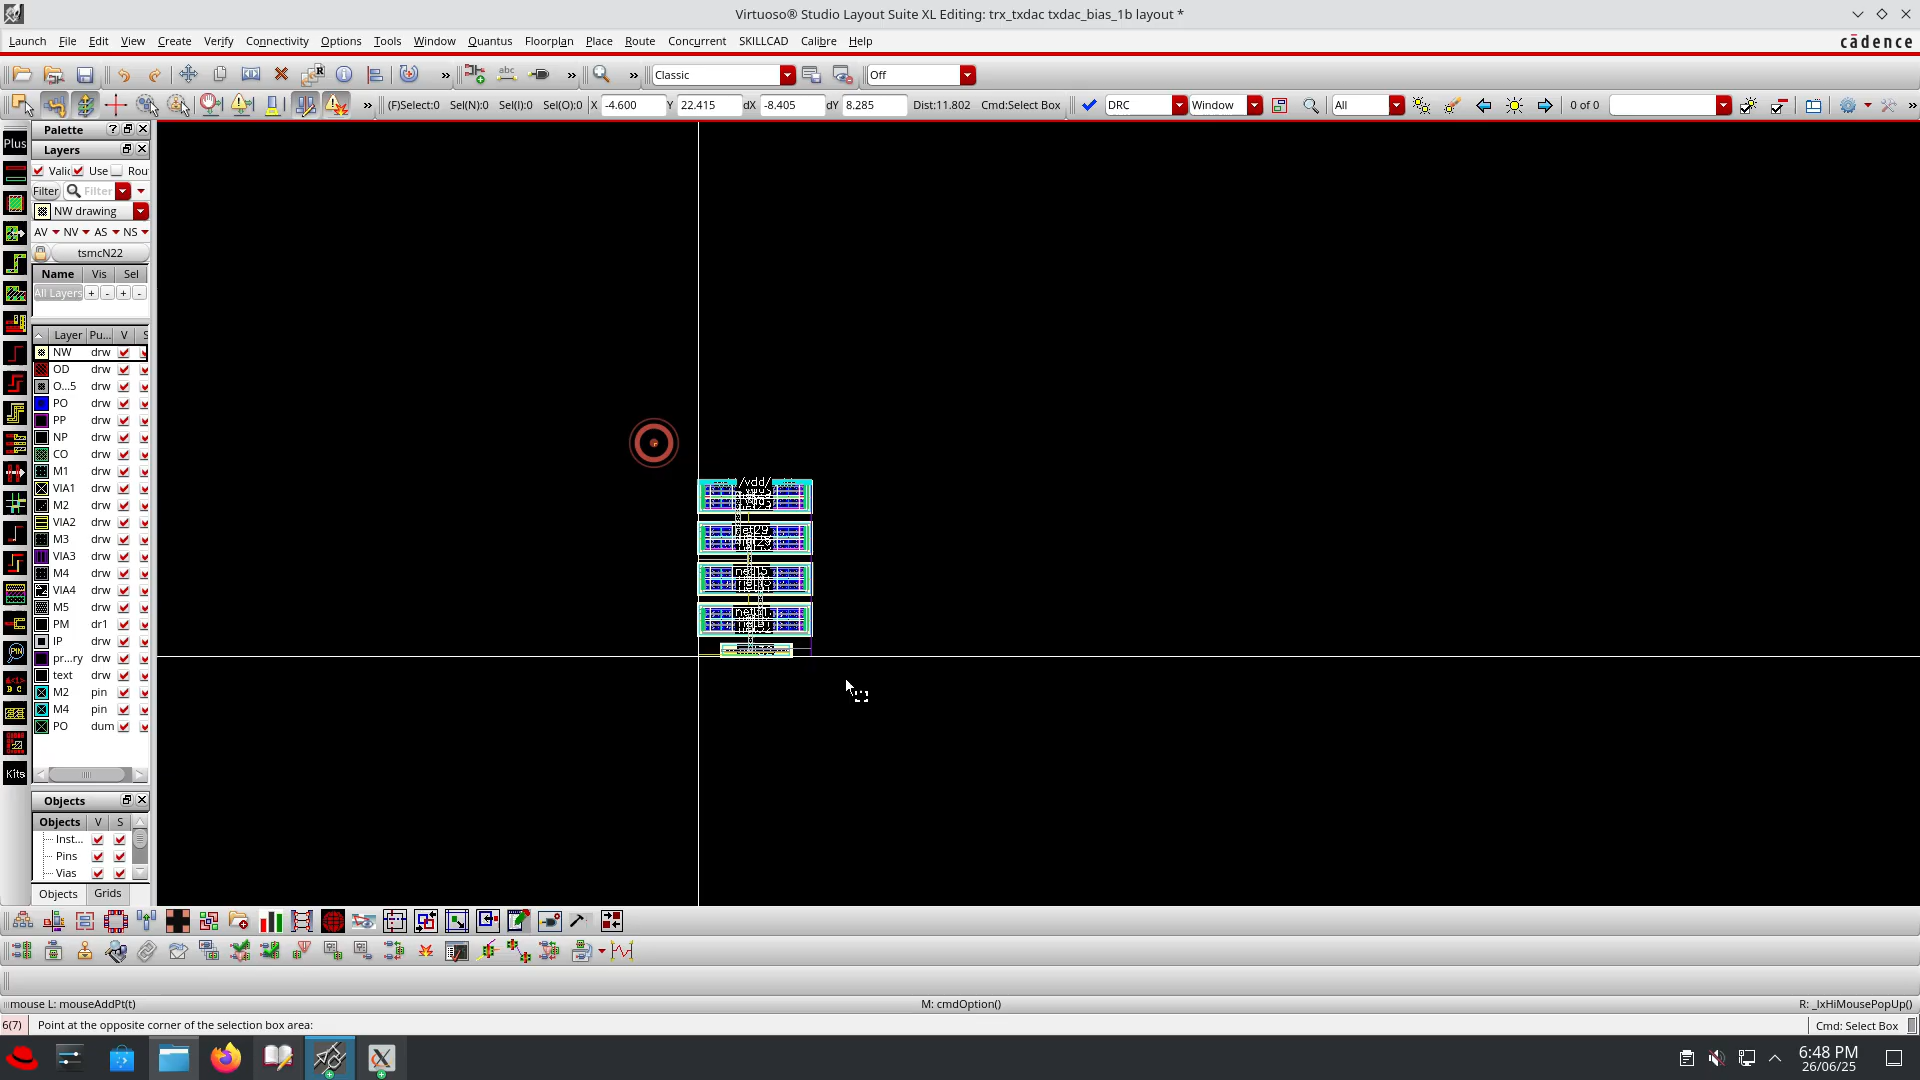 Virtuoso® Studio Layout Suite XL Editing: trx_txdac txdac_bias_1b layout *
Launch File Edit View Create Verify Connectivity Options Tools Window Quantus Floorplan Place Route Concurrent SKILLCAD Calibre Help
cādence
Classic
Off
(F)Select:0 Sel(N):0 Sel(I):0 Sel(O):0 X -4.600 Y 22.415 dX -8.405 dY 8.285 Dist:11.802 Cmd:Select Box
DRC
Window
All
0 of 0
Plus
Palette
Layers
Valid Use Rou
Filter Filter
NW drawing
AV NV AS NS
tsmcN22
Name Vis Sel
All Layers + - + -
Layer Pu... V S
NW drw
OD drw
O...5 drw
PO drw
PP drw
NP drw
CO drw
M1 drw
VIA1 drw
M2 drw
VIA2 drw
M3 drw
VIA3 drw
M4 drw
VIA4 drw
M5 drw
PM dr1
IP drw
pr...ry drw
text drw
M2 pin
M4 pin
PO dum
Kits
/vdd/
net29
net15
Objects
Objects V S
Inst...
Pins
Vias
Objects Grids
mouse L: mouseAddPt(t)
M: cmdOption()
R: _lxHiMousePopUp()
6(7)
Point at the opposite corner of the selection box area:
Cmd: Select Box
6:48 PM
26/06/25